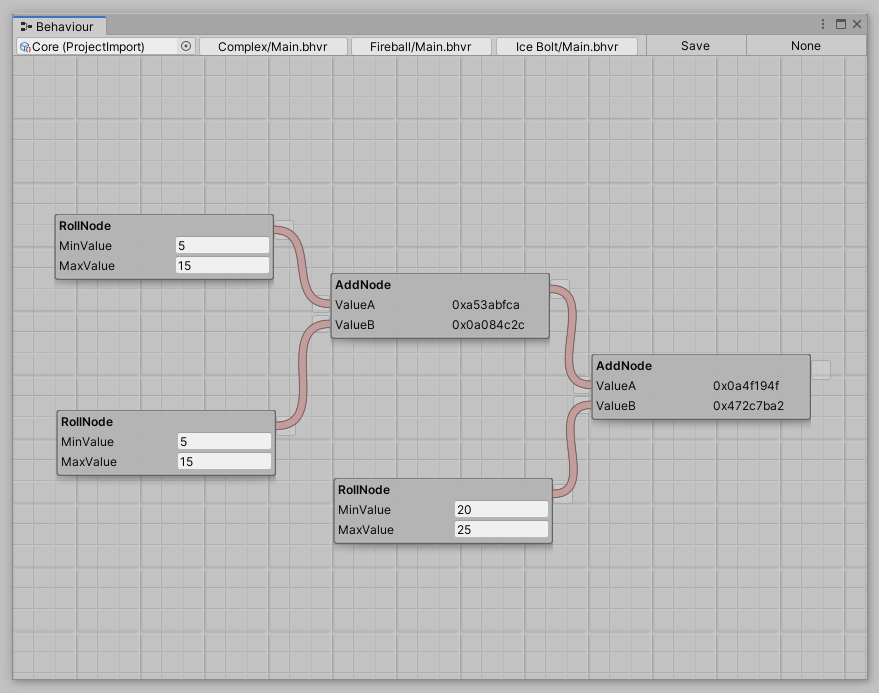 Behaviour
Core (ProjectImport) Complex/Main.bhvr Fireball/Main.bhvr Ice Bolt/Main.bhvr Save None
RollNode
MinValue 5
MaxValue 15
AddNode
ValueA 0xa53abfca
ValueB 0x0a084c2c
AddNode
ValueA 0x0a4f194f
ValueB 0x472c7ba2
RollNode
MinValue 5
MaxValue 15
RollNode
MinValue 20
MaxValue 25